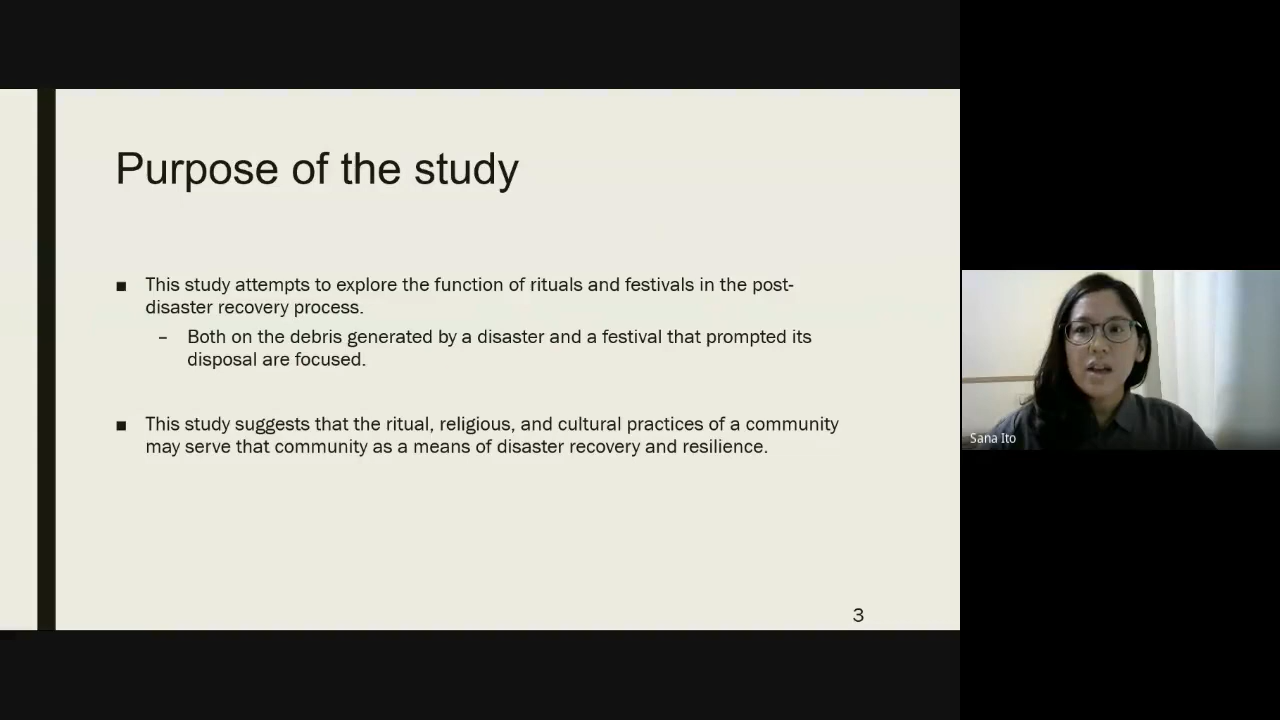 Purpose of the study
■ This study attempts to explore the function of rituals and festivals in the post-
disaster recovery process.
– Both on the debris generated by a disaster and a festival that prompted its
disposal are focused.
■ This study suggests that the ritual, religious, and cultural practices of a community
may serve that community as a means of disaster recovery and resilience.
3
Sana Ito